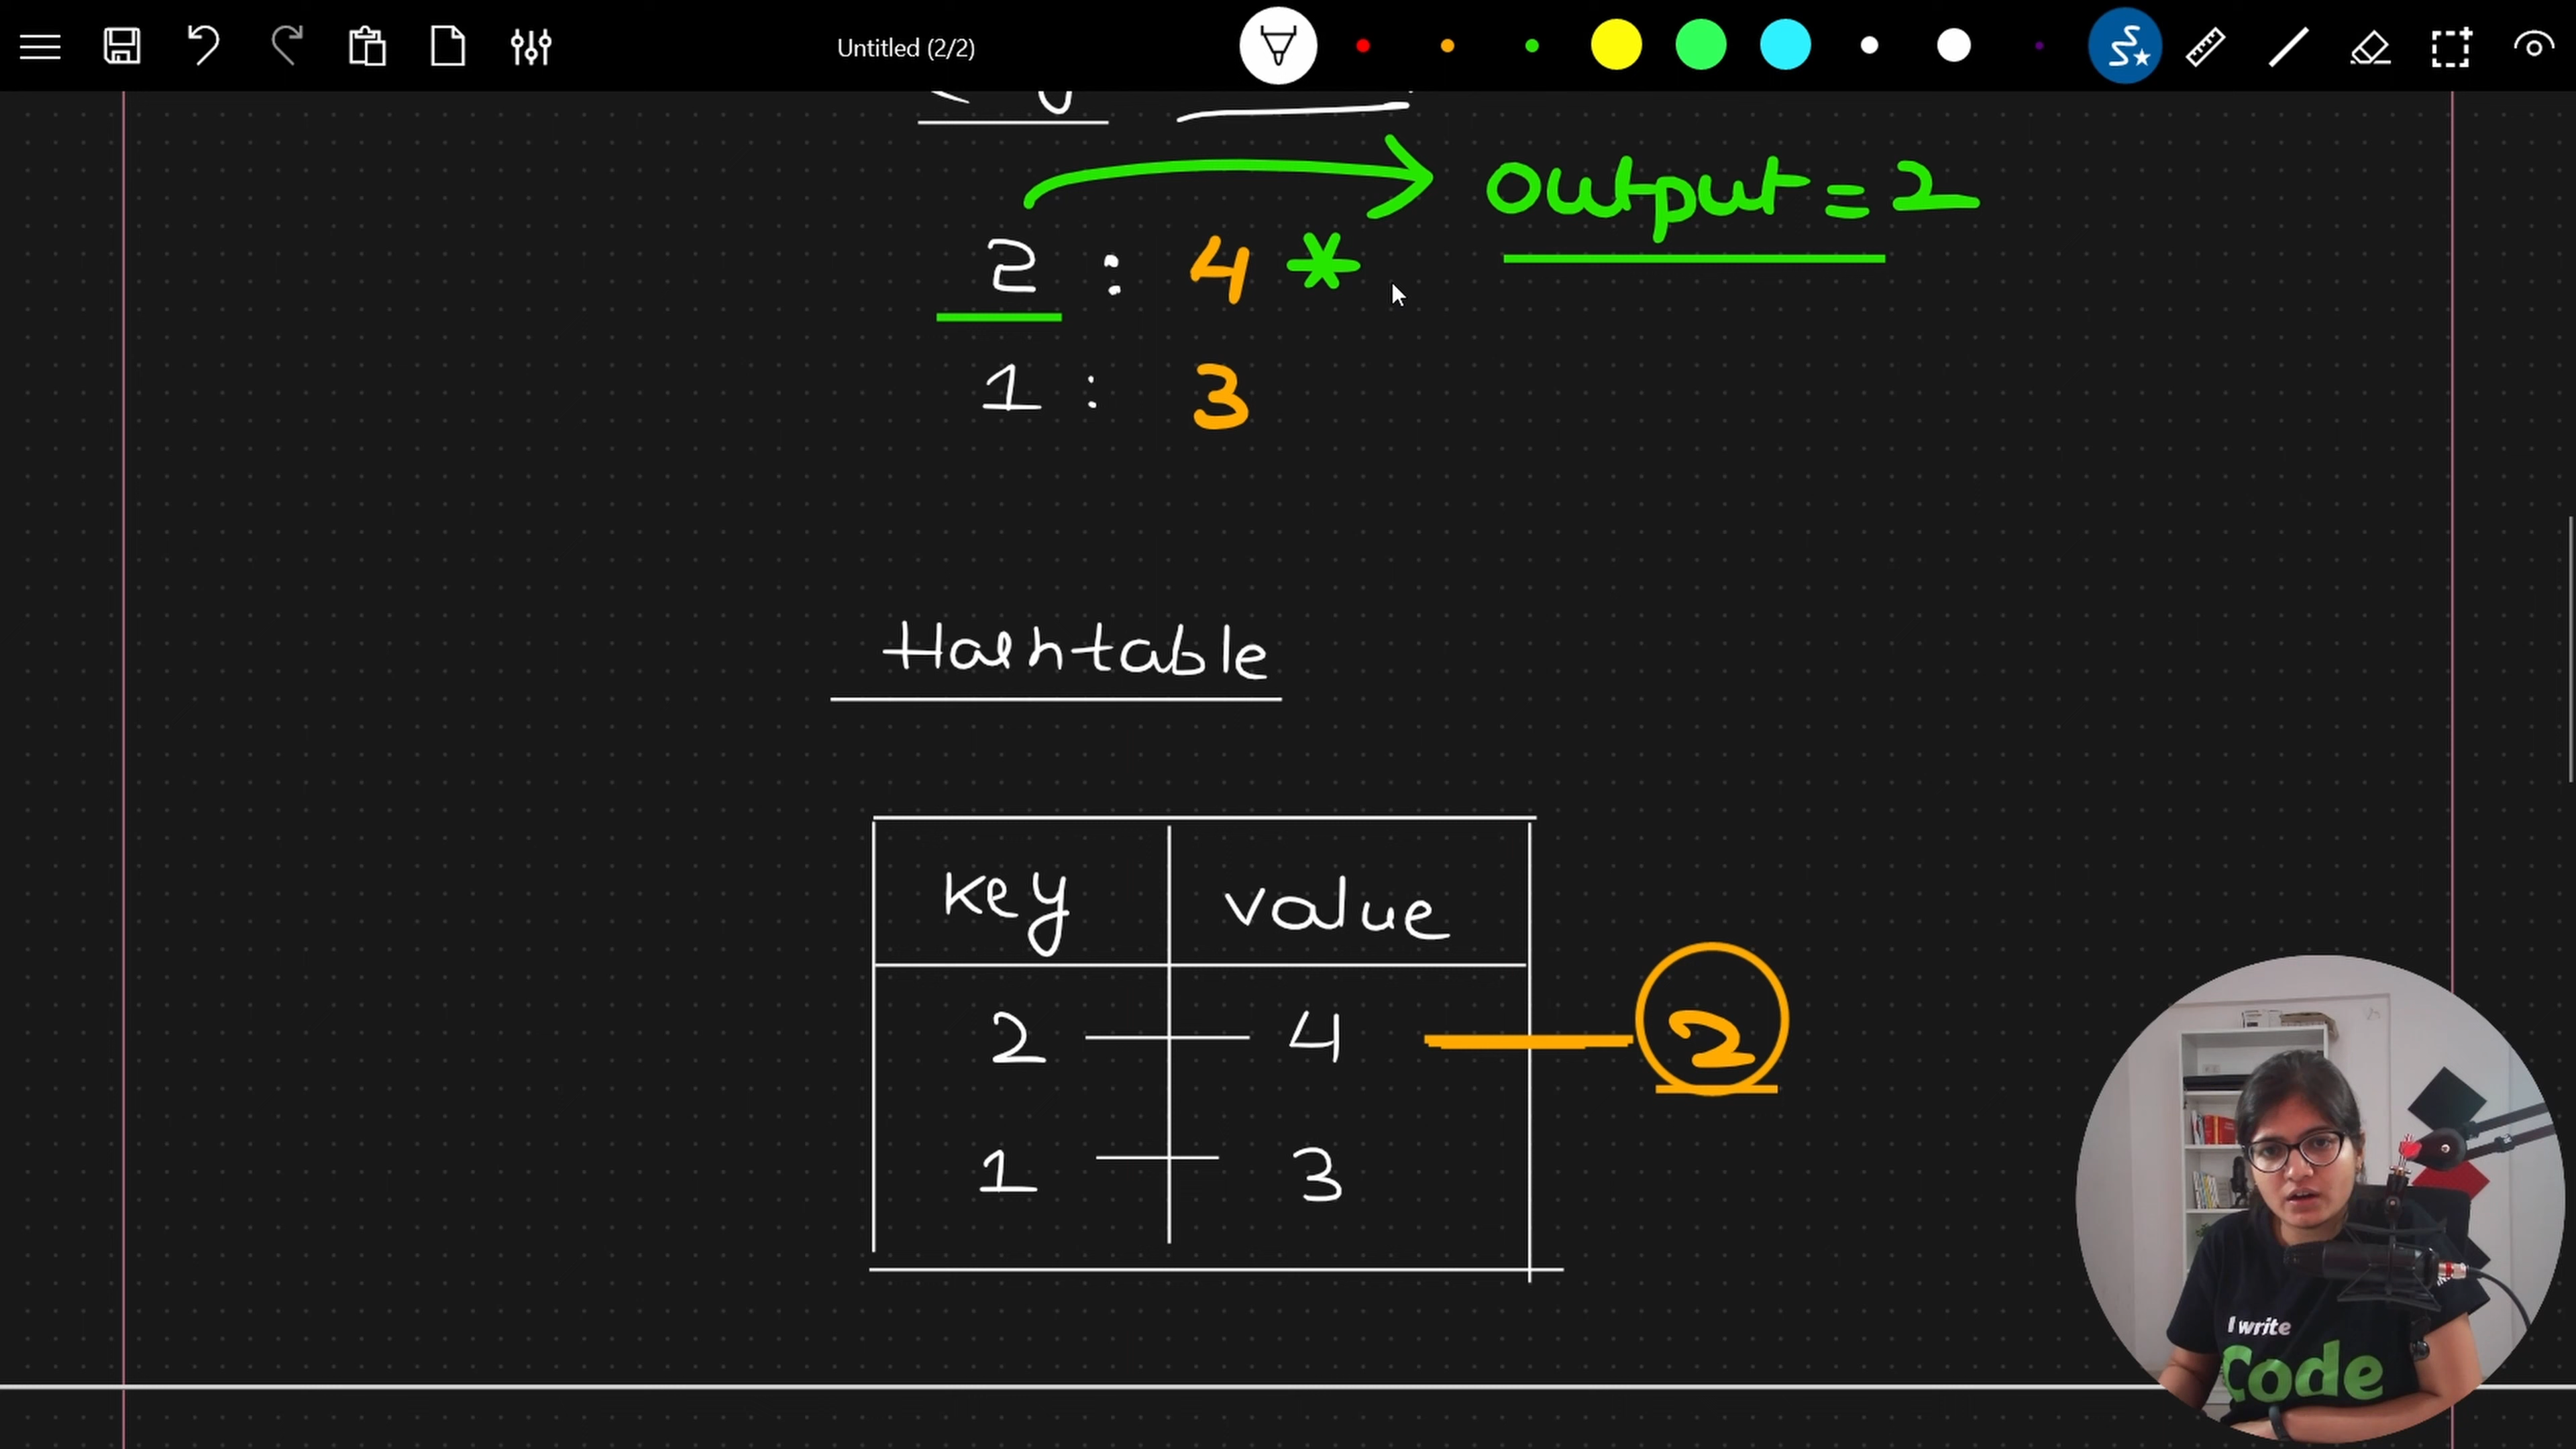 Untitled (2/2)
output = 2
2 : 4 *
1 : 3
Hashtable
key value
2 — 4 — 2
1 — 3
I write
Code